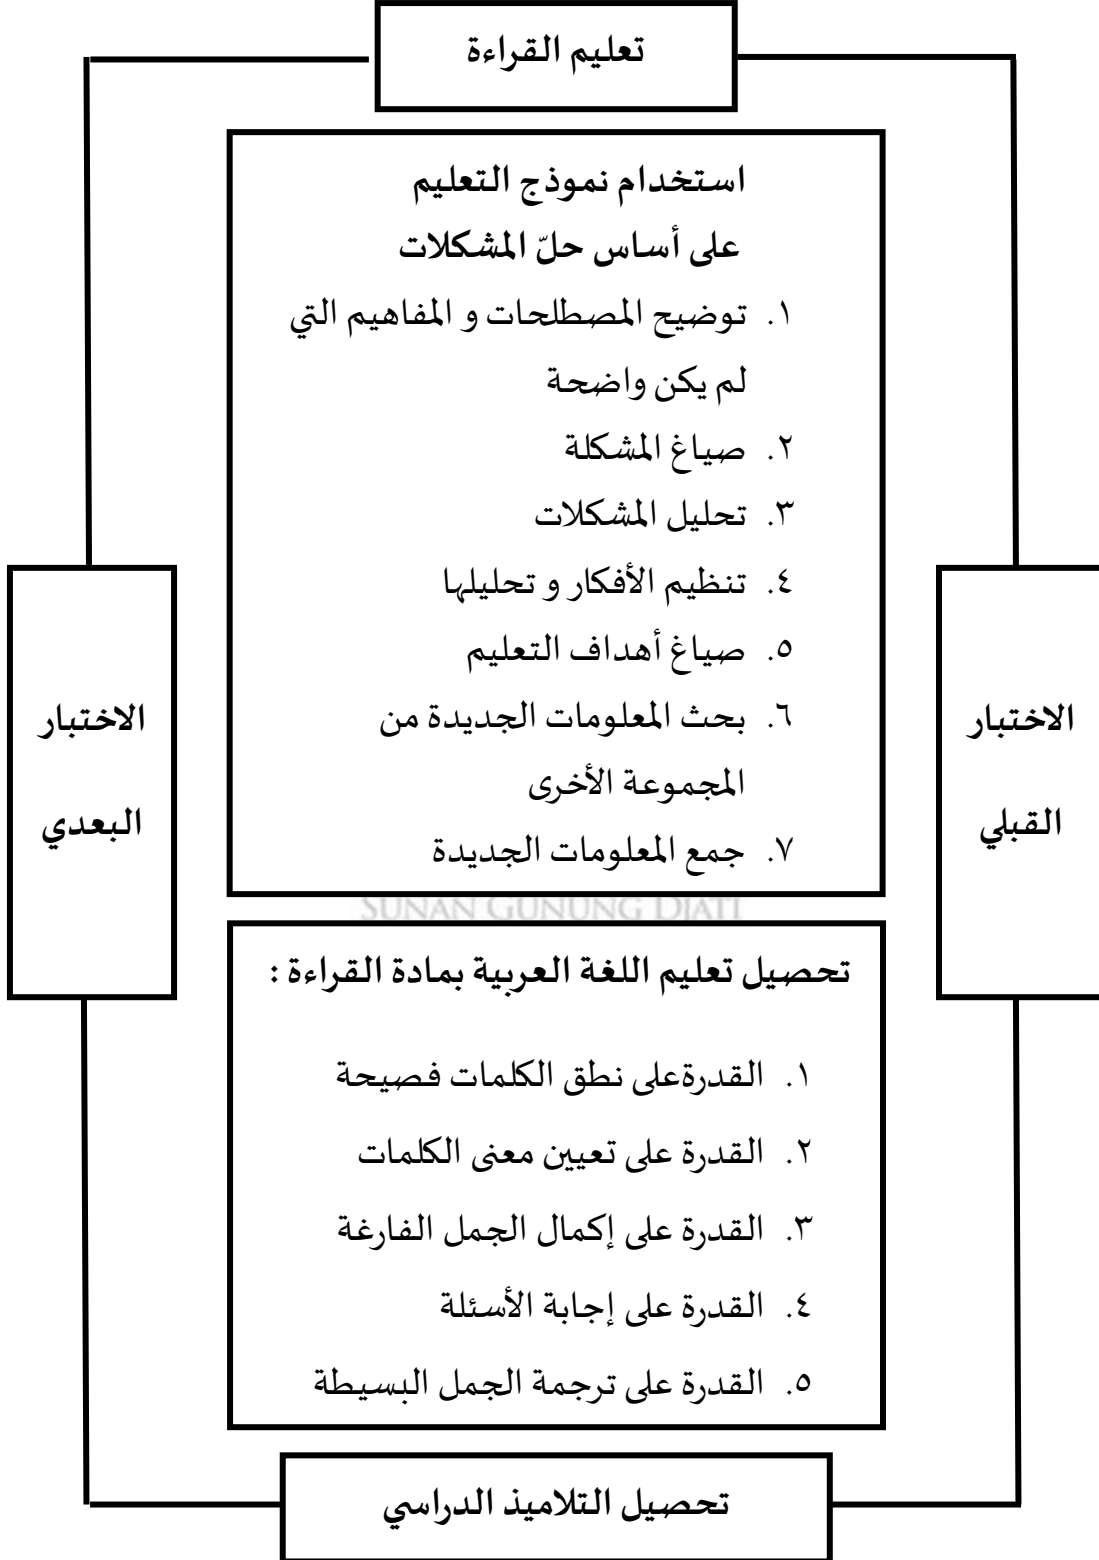 تعليم القراءة
استخدام نموذج التعليم
على أساس حلّ المشكلات
١. توضيح المصطلحات و المفاهيم التي
لم يكن واضحة
٢. صياغ المشكلة
٣. تحليل المشكلات
٤. تنظيم الأفكار و تحليلها
٥. صياغ أهداف التعليم
٦. بحث المعلومات الجديدة من
المجموعة الأخرى
٧. جمع المعلومات الجديدة
الاختبار
القبلي
الاختبار
البعدي
SUNAN GUNUNG DJATI
تحصيل تعليم اللغة العربية بمادة القراءة :
١. القدرةعلى نطق الكلمات فصيحة
٢. القدرة على تعيين معنى الكلمات
٣. القدرة على إكمال الجمل الفارغة
٤. القدرة على إجابة الأسئلة
٥. القدرة على ترجمة الجمل البسيطة
تحصيل التلاميذ الدراسي